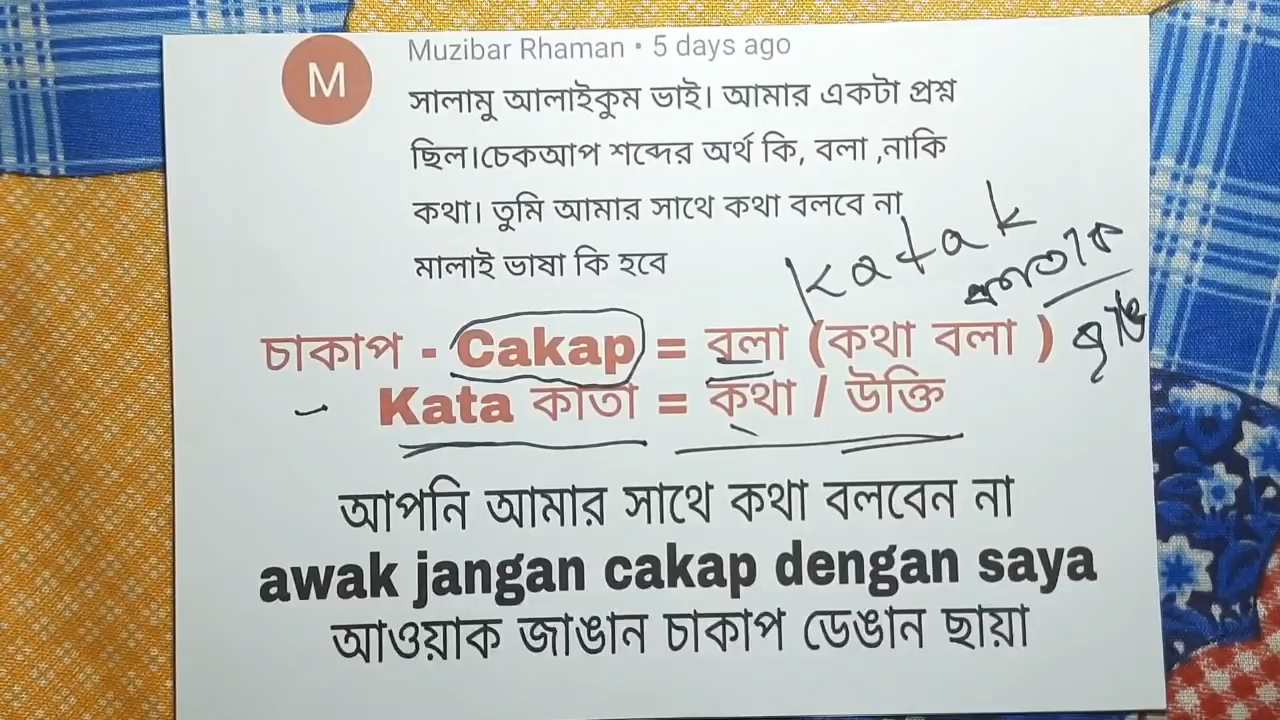 M
Muzibar Rhaman • 5 days ago
সালামু আলাইকুম ভাই। আমার একটা প্রশ্ন
ছিল।চেকআপ শব্দের অর্থ কি, বলা ,নাকি
কথা। তুমি আমার সাথে কথা বলবে না
মালাই ভাষা কি হবে
katak
চাকাপ - Cakap = বলা (কথা বলা )
Kata কাতা = কথা / উক্তি
আপনি আমার সাথে কথা বলবেন না
awak jangan cakap dengan saya
আওয়াক জাঙান চাকাপ ডেঙান ছায়া